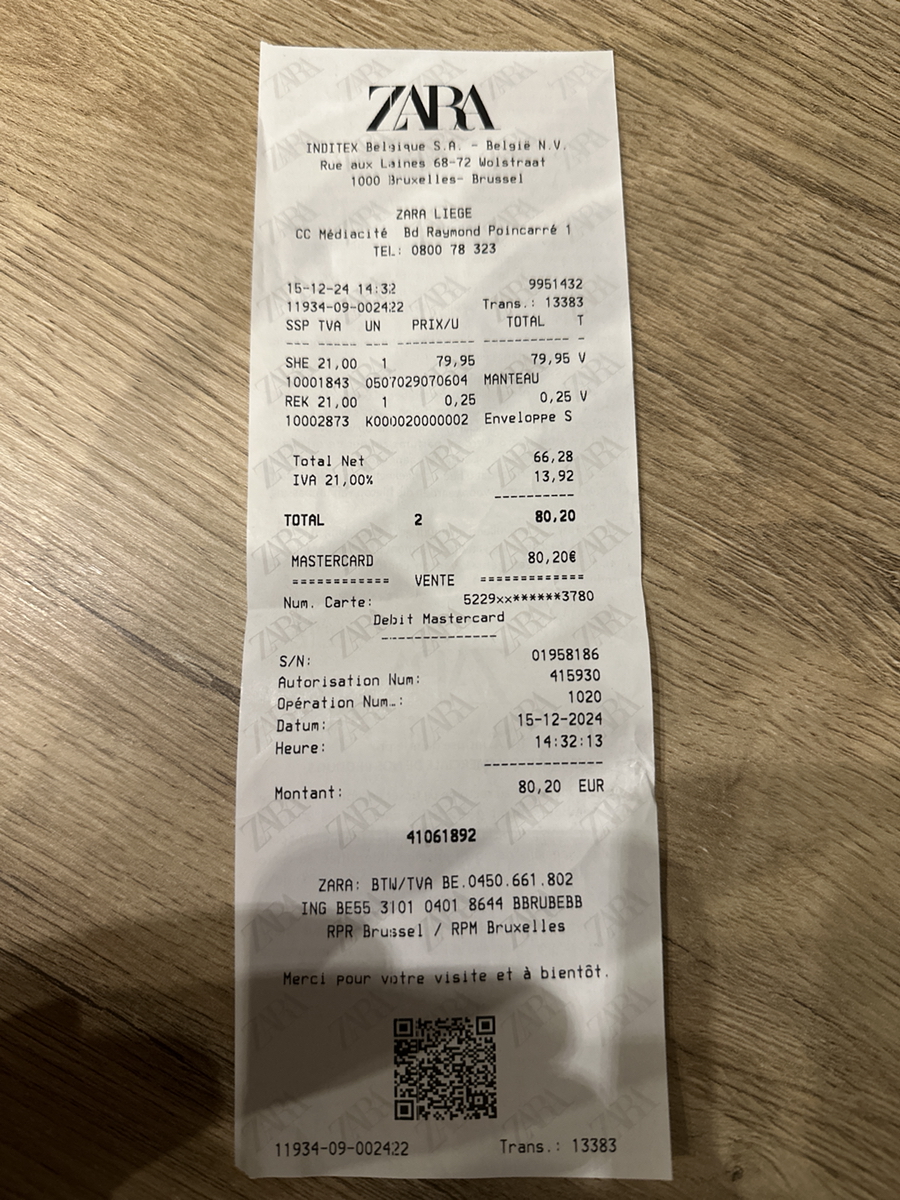 ZARA
INDITEX Belgique S.A. - België N.V.
Rue aux Laines 68-72 Wolstraat
1000 Bruxelles- Brussel
ZARA LIEGE
CC Médiacité Bd Raymond Poincarré 1
TEL: 0800 78 323
15-12-24 14:32 9951432
11934-09-002422 Trans.: 13383
SSP TVA UN PRIX/U TOTAL T
--- ----- --- ---------- ----------- -
SHE 21,00 1 79,95 79,95 V
10001843 0507029070604 MANTEAU
REK 21,00 1 0,25 0,25 V
10002873 K000020000002 Enveloppe S
Total Net 66,28
IVA 21,00% 13,92
----------
TOTAL 2 80,20
MASTERCARD 80,20€
============ VENTE =============
Num. Carte: 5229xx******3780
Debit Mastercard
--------------
S/N: 01958186
Autorisation Num: 415930
Opération Num.: 1020
Datum: 15-12-2024
Heure: 14:32:13
--------------
Montant: 80,20 EUR
41061892
ZARA: BTW/TVA BE.0450.661.802
ING BE55 3101 0401 8644 BBRUBEBB
RPR Brussel / RPM Bruxelles
Merci pour votre visite et à bientôt.
11934-09-002422 Trans.: 13383